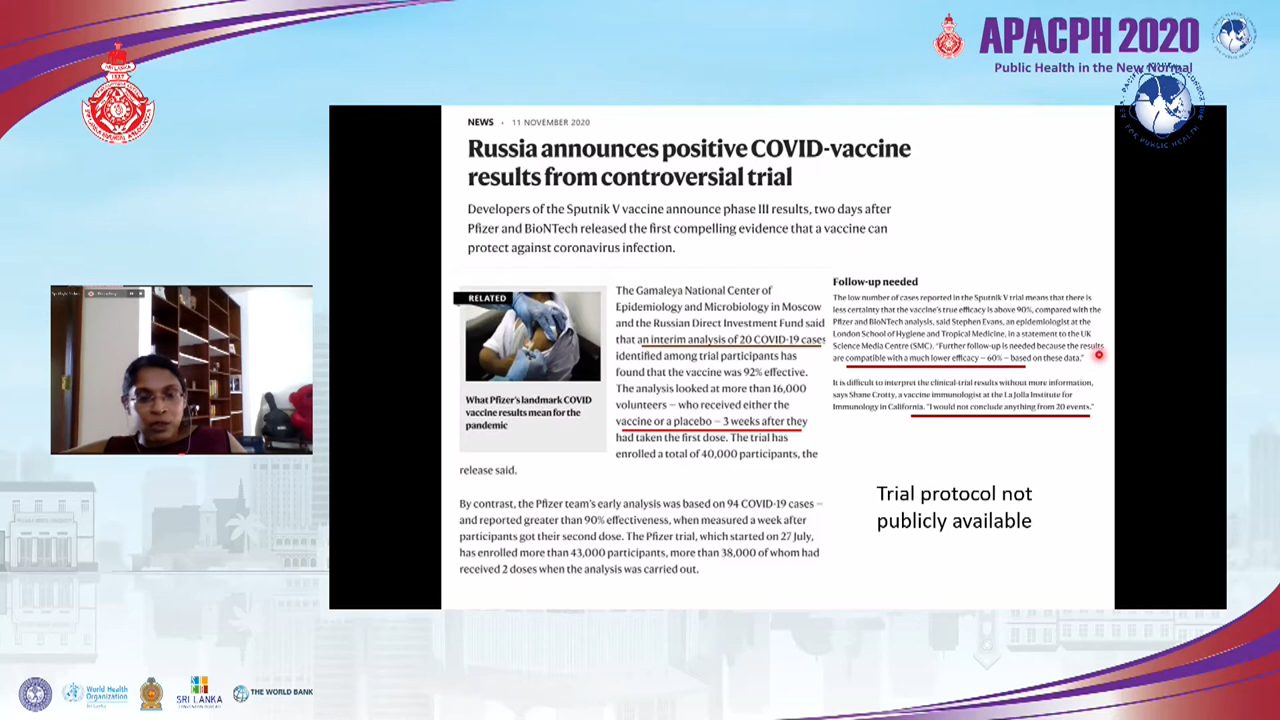 APACPH 2020
Public Health in the New Normal
SRI LANKA
1887
NEWS · 11 NOVEMBER 2020
Russia announces positive COVID-vaccine
results from controversial trial
Developers of the Sputnik V vaccine announce phase III results, two days after
Pfizer and BioNTech released the first compelling evidence that a vaccine can
protect against coronavirus infection.
RELATED
What Pfizer's landmark COVID
vaccine results mean for the
pandemic
The Gamaleya National Center of
Epidemiology and Microbiology in Moscow
and the Russian Direct Investment Fund said
that an interim analysis of 20 COVID-19 cases
identified among trial participants has
found that the vaccine was 92% effective.
The analysis looked at more than 16,000
volunteers — who received either the
vaccine or a placebo — 3 weeks after they
had taken the first dose. The trial has
enrolled a total of 40,000 participants, the
release said.
By contrast, the Pfizer team's early analysis was based on 94 COVID-19 cases —
and reported greater than 90% effectiveness, when measured a week after
participants got their second dose. The Pfizer trial, which started on 27 July,
has enrolled more than 43,000 participants, more than 38,000 of whom had
received 2 doses when the analysis was carried out.
Follow-up needed
The low number of cases reported in the Sputnik V trial means that there is
less certainty that the vaccine's true efficacy is above 90%, compared with the
Pfizer and BioNTech analysis, said Stephen Evans, an epidemiologist at the
London School of Hygiene and Tropical Medicine, in a statement to the UK
Science Media Centre (SMC). "Further follow-up is needed because the results
are compatible with a much lower efficacy — 60% — based on these data."
It is difficult to interpret the clinical-trial results without more information,
says Shane Crotty, a vaccine immunologist at the La Jolla Institute for
Immunology in California. "I would not conclude anything from 20 events."
Trial protocol not
publicly available
FOR PUBLIC HEALTH
World Health
Organization
Sri Lanka
SRI LANKA
THE WORLD BANK